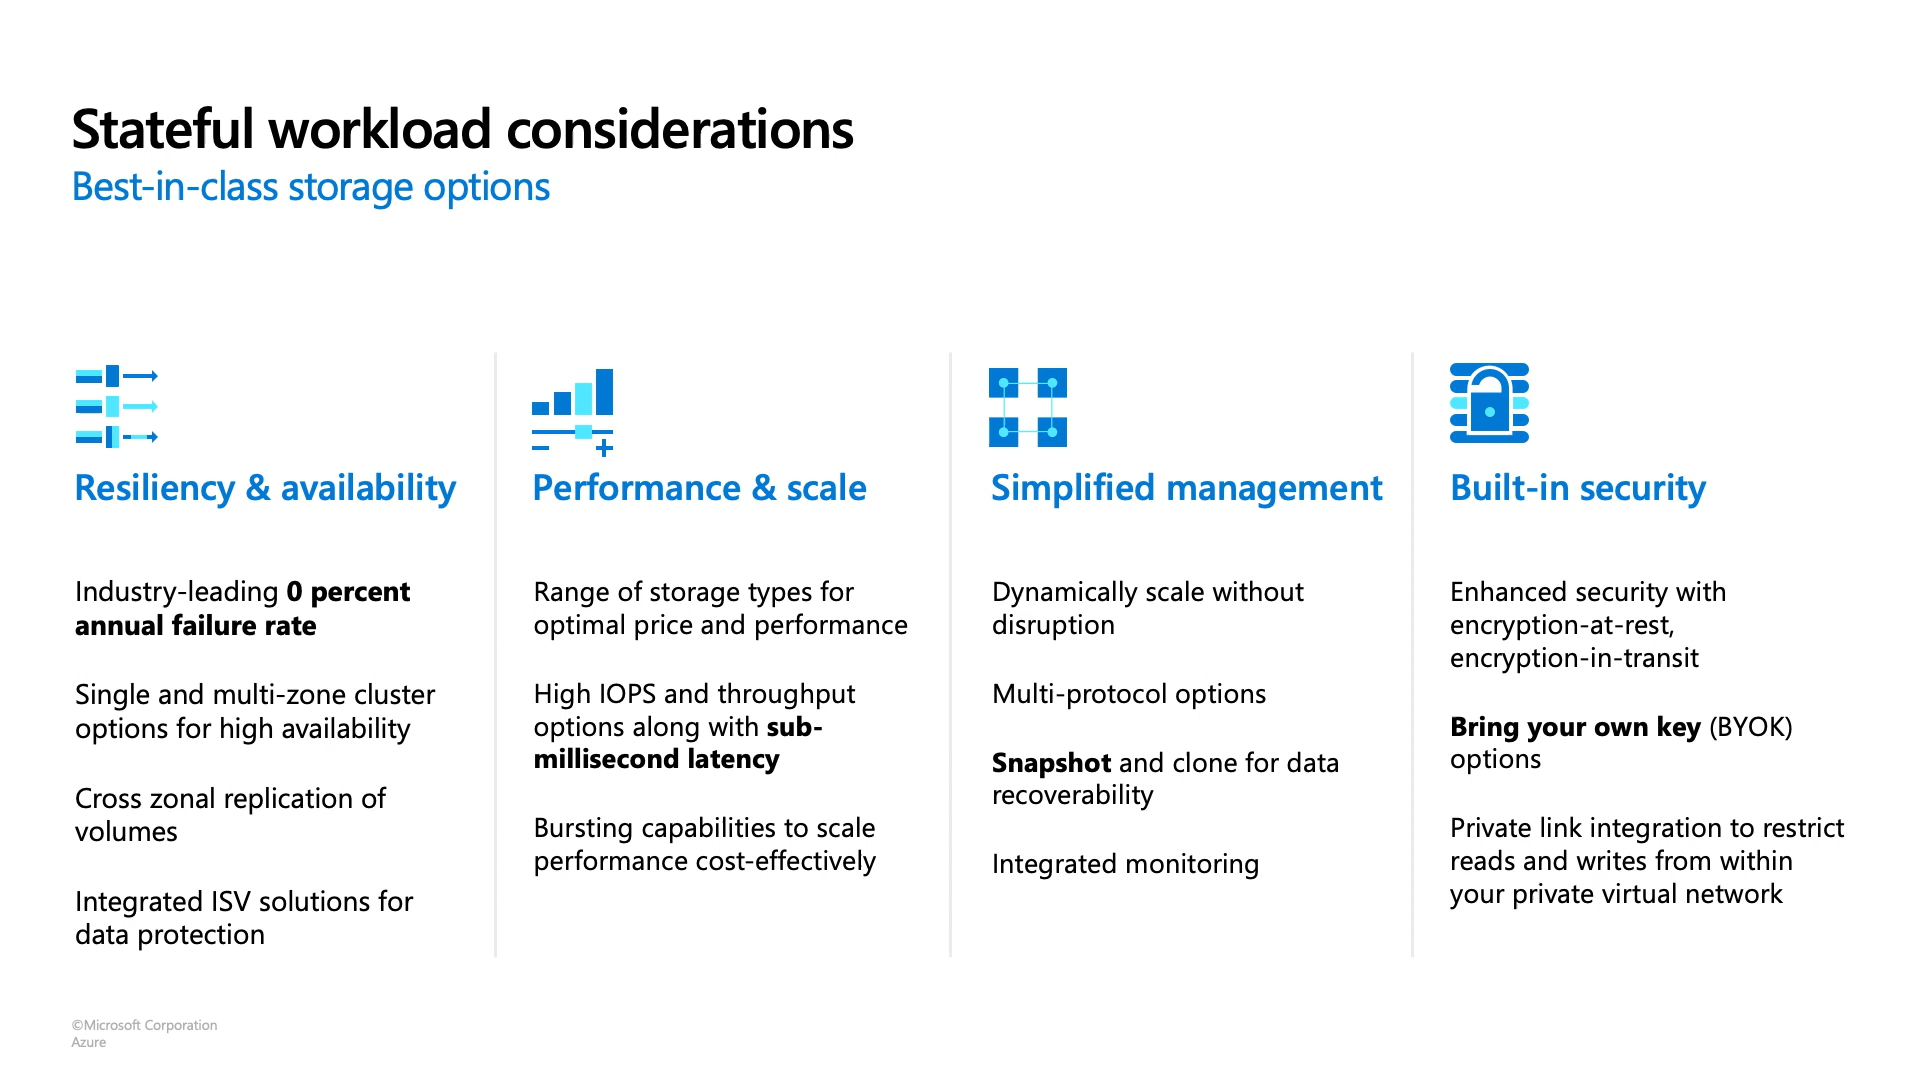 Stateful workload considerations
Best-in-class storage options
Resiliency & availability
Industry-leading 0 percent
annual failure rate
Single and multi-zone cluster
options for high availability
Cross zonal replication of
volumes
Integrated ISV solutions for
data protection
Performance & scale
Range of storage types for
optimal price and performance
High IOPS and throughput
options along with sub-
millisecond latency
Bursting capabilities to scale
performance cost-effectively
Simplified management
Dynamically scale without
disruption
Multi-protocol options
Snapshot and clone for data
recoverability
Integrated monitoring
Built-in security
Enhanced security with
encryption-at-rest,
encryption-in-transit
Bring your own key (BYOK)
options
Private link integration to restrict
reads and writes from within
your private virtual network
©Microsoft Corporation
Azure